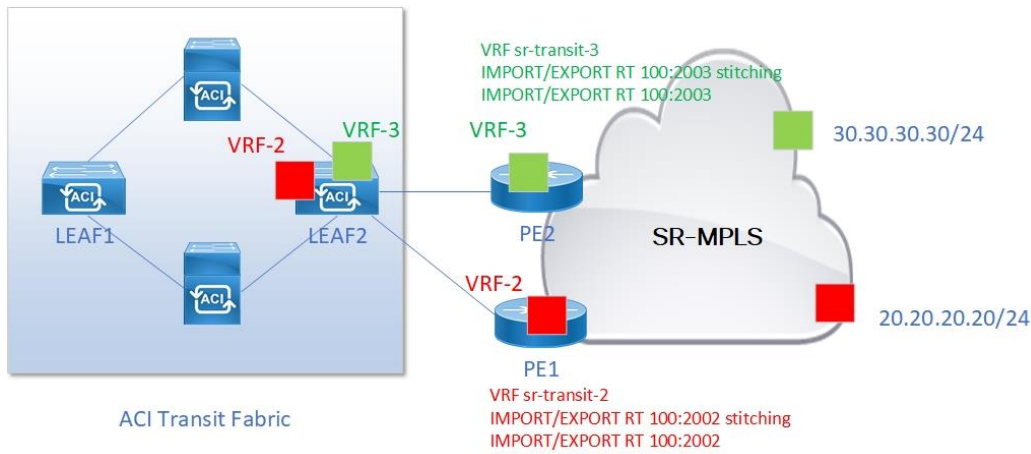 VRF sr-transit-3
IMPORT/EXPORT RT 100:2003 stitching
IMPORT/EXPORT RT 100:2003
ACI
VRF-3
VRF-3
30.30.30.30/24
VRF-2
ACI
ACI
LEAF1
LEAF2
PE2
SR-MPLS
ACI
VRF-2
20.20.20.20/24
PE1
VRF sr-transit-2
ACI Transit Fabric
IMPORT/EXPORT RT 100:2002 stitching
IMPORT/EXPORT RT 100:2002